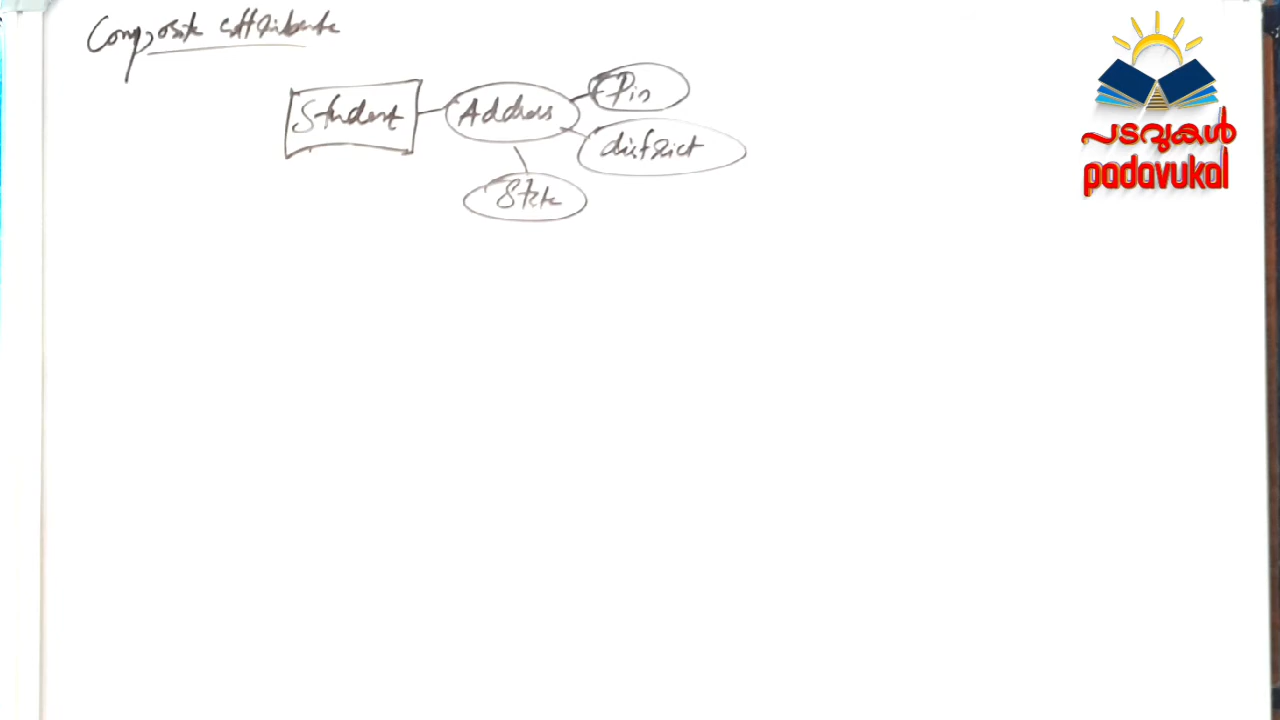 Composite attribute
Student
Address
Pin
district
State
പടവുകൾ
padavukal